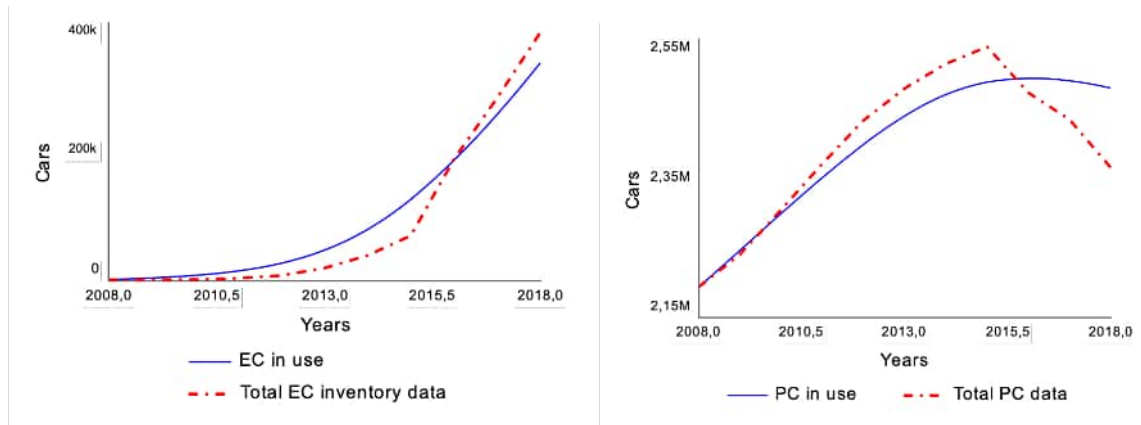 400k
200k
0
Cars
2008,0 2010,5 2013,0 2015,5 2018,0
Years
EC in use
Total EC inventory data
2,55M
2,35M
2,15M
Cars
2008,0 2010,5 2013,0 2015,5 2018,0
Years
PC in use Total PC data